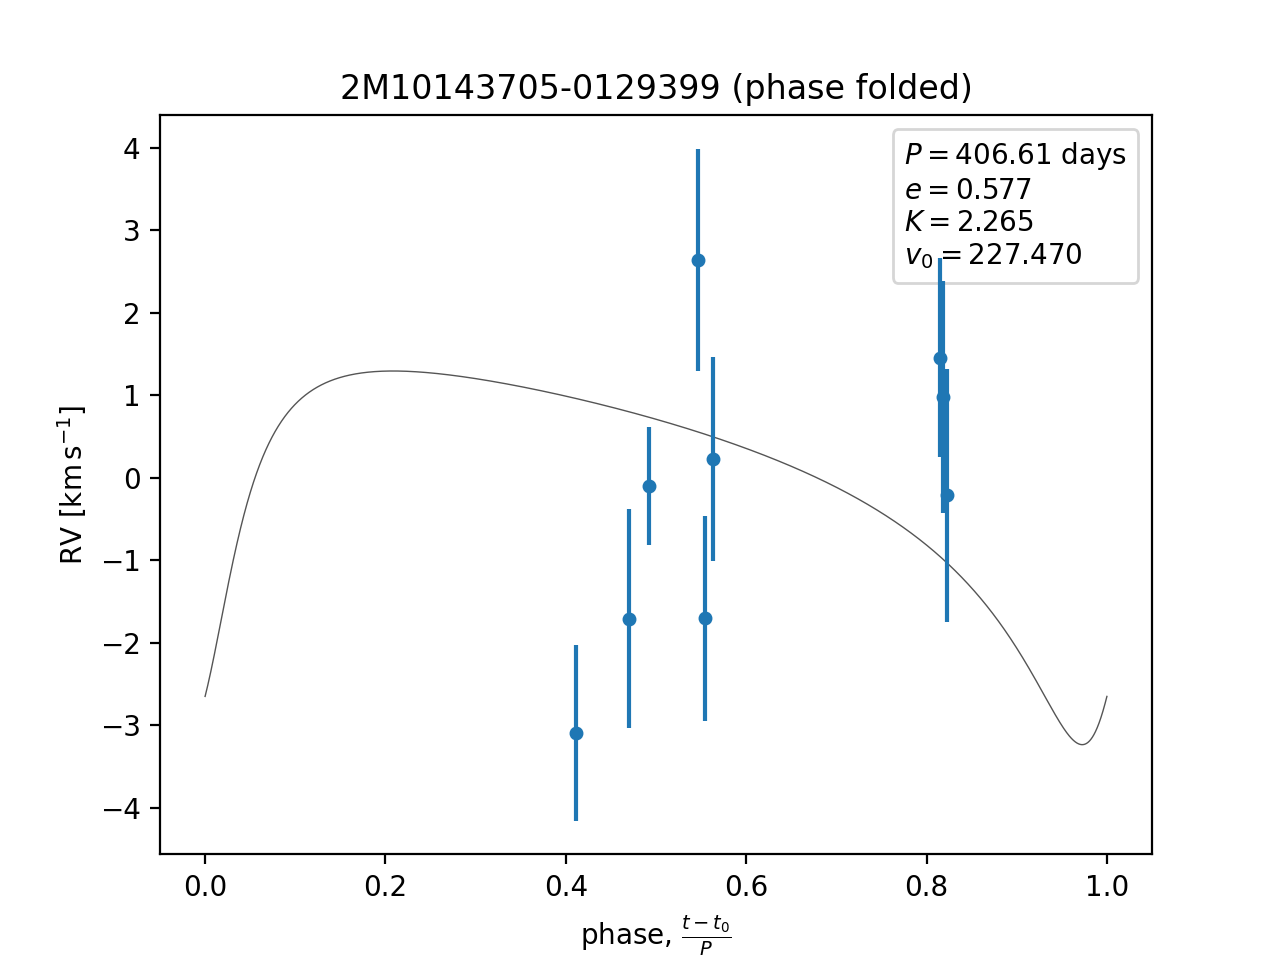 2M10143705-0129399 (phase folded)
P = 406.61 days
e = 0.577
K = 2.265
v₀ = 227.470
4
3
2
1
0
−1
−2
−3
−4
RV [km s⁻¹]
0.0 0.2 0.4 0.6 0.8 1.0
phase, (t − t₀)/P